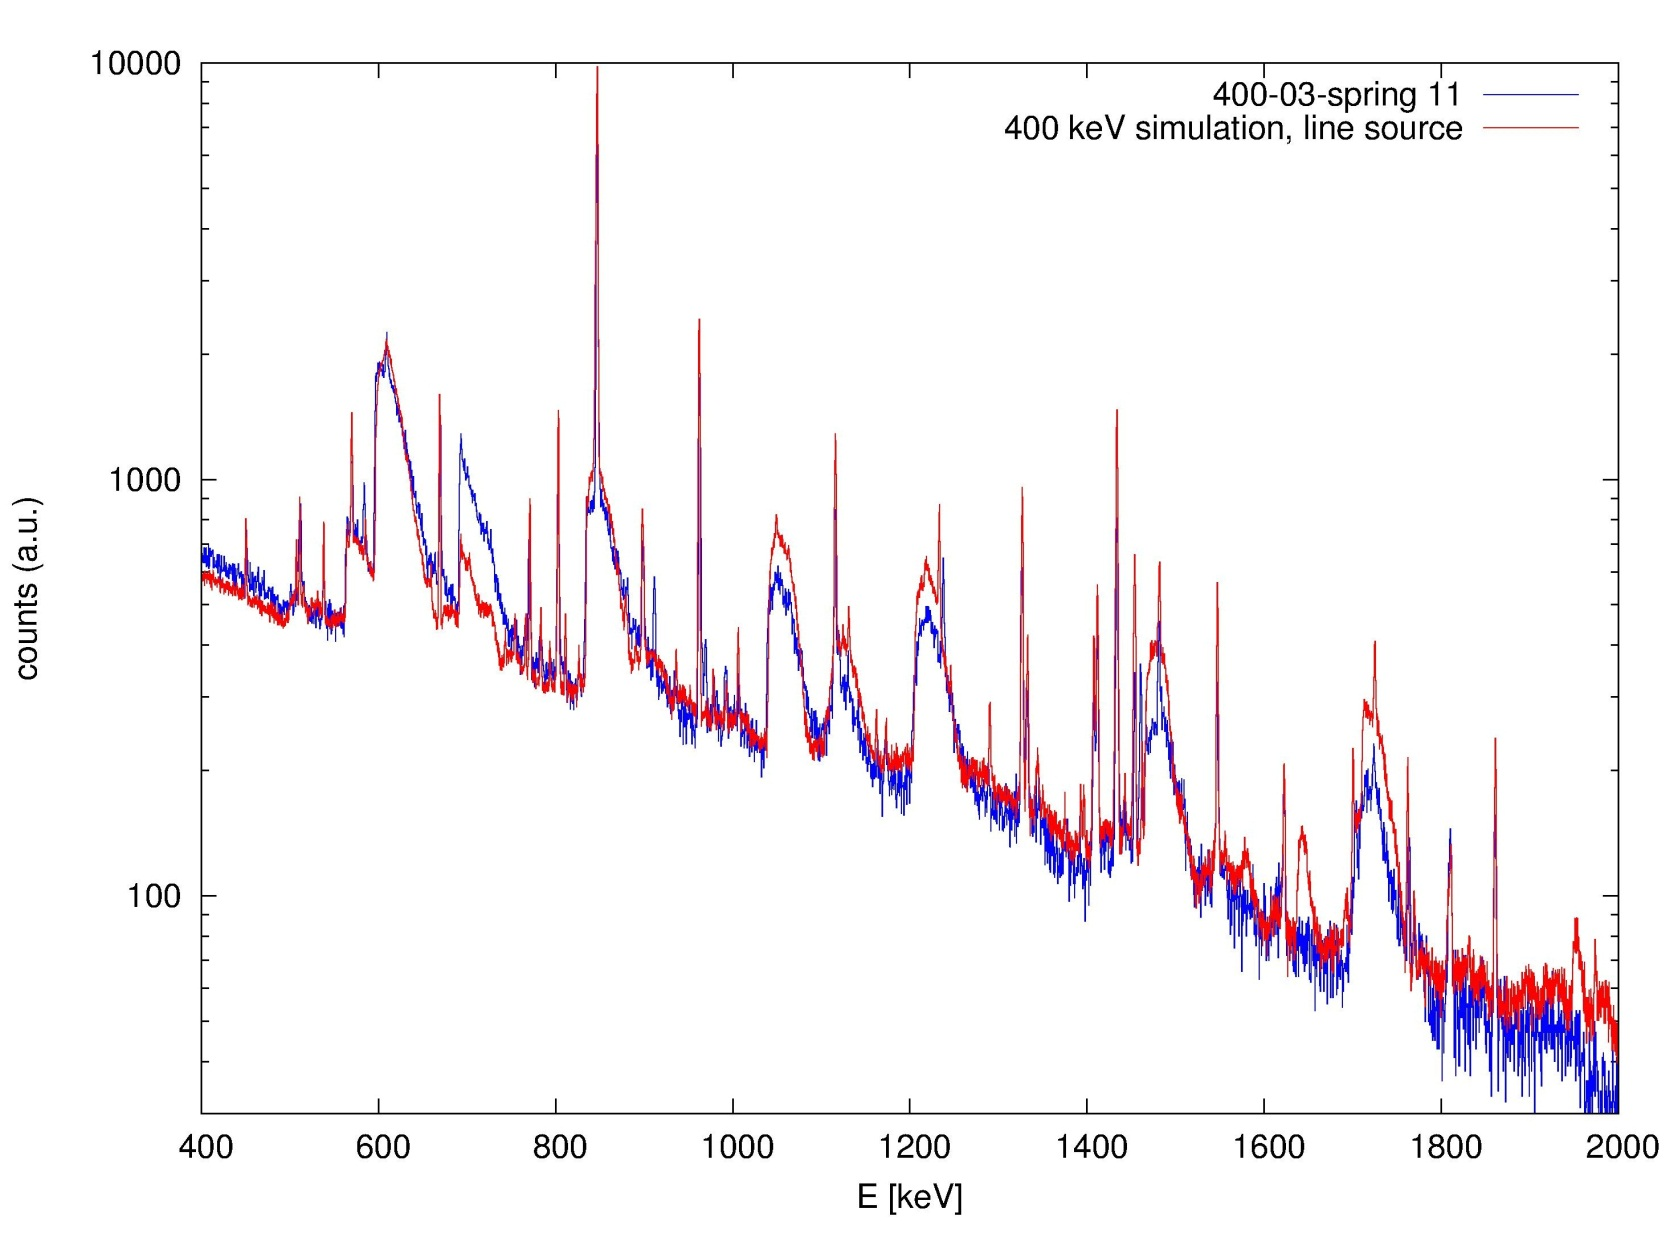 10000
400-03-spring 11
400 keV simulation, line source
1000
counts (a.u.)
100
400 600 800 1000 1200 1400 1600 1800 2000
E [keV]